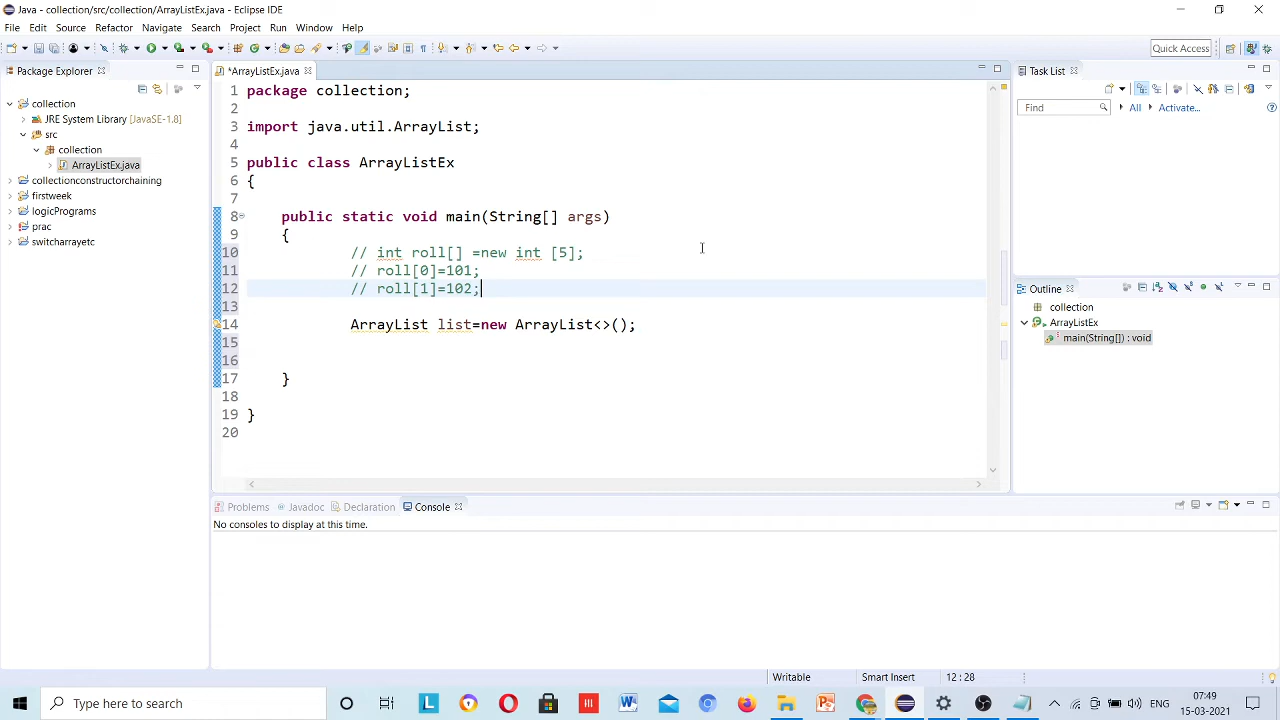 Java - collection/src/collection/ArrayListEx.java - Eclipse IDE
File Edit Source Refactor Navigate Search Project Run Window Help
Quick Access
Package Explorer
*ArrayListEx.java
Task List
collection
JRE System Library [JavaSE-1.8]
src
collection
ArrayListEx.java
collectionconstructorchaining
firstweek
logicPrograms
prac
switcharrayetc
1 package collection;
2
3 import java.util.ArrayList;
4
5 public class ArrayListEx
6 {
7
8 public static void main(String[] args)
9 {
10 // int roll[] =new int [5];
11 // roll[0]=101;
12 // roll[1]=102;
13
14 ArrayList list=new ArrayList<>();
15
16
17 }
18
19 }
20
Find All Activate...
Outline
collection
ArrayListEx
main(String[]) : void
Problems @ Javadoc Declaration Console
No consoles to display at this time.
Writable Smart Insert 12 : 28
Type here to search
ENG
07:49
15-03-2021